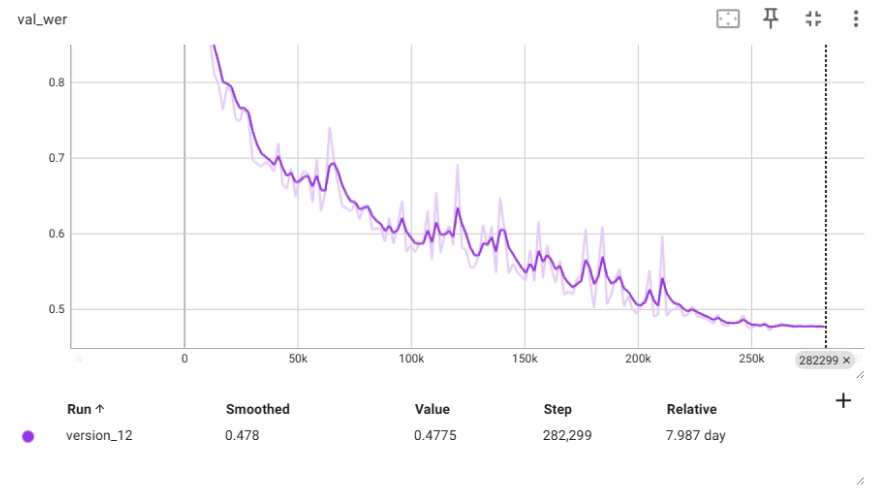 val_wer
0.8
0.7
0.6
0.5
0
50k
100k
150k
200k
250k
282299 ×
Run ↑ Smoothed Value Step Relative
version_12 0.478 0.4775 282,299 7.987 day